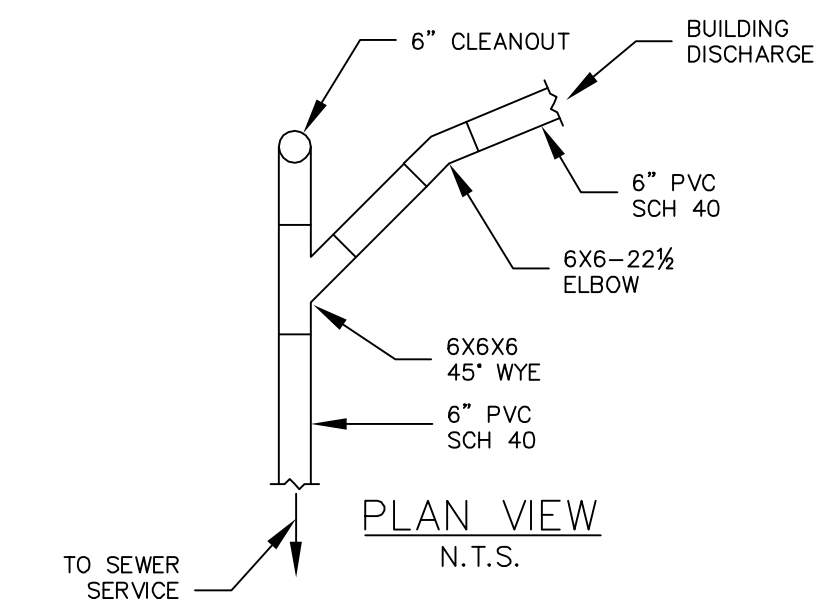 6” CLEANOUT
BUILDING
DISCHARGE
6” PVC
SCH 40
6X6-22½
ELBOW
6X6X6
45° WYE
6” PVC
SCH 40
PLAN VIEW
N.T.S.
TO SEWER
SERVICE